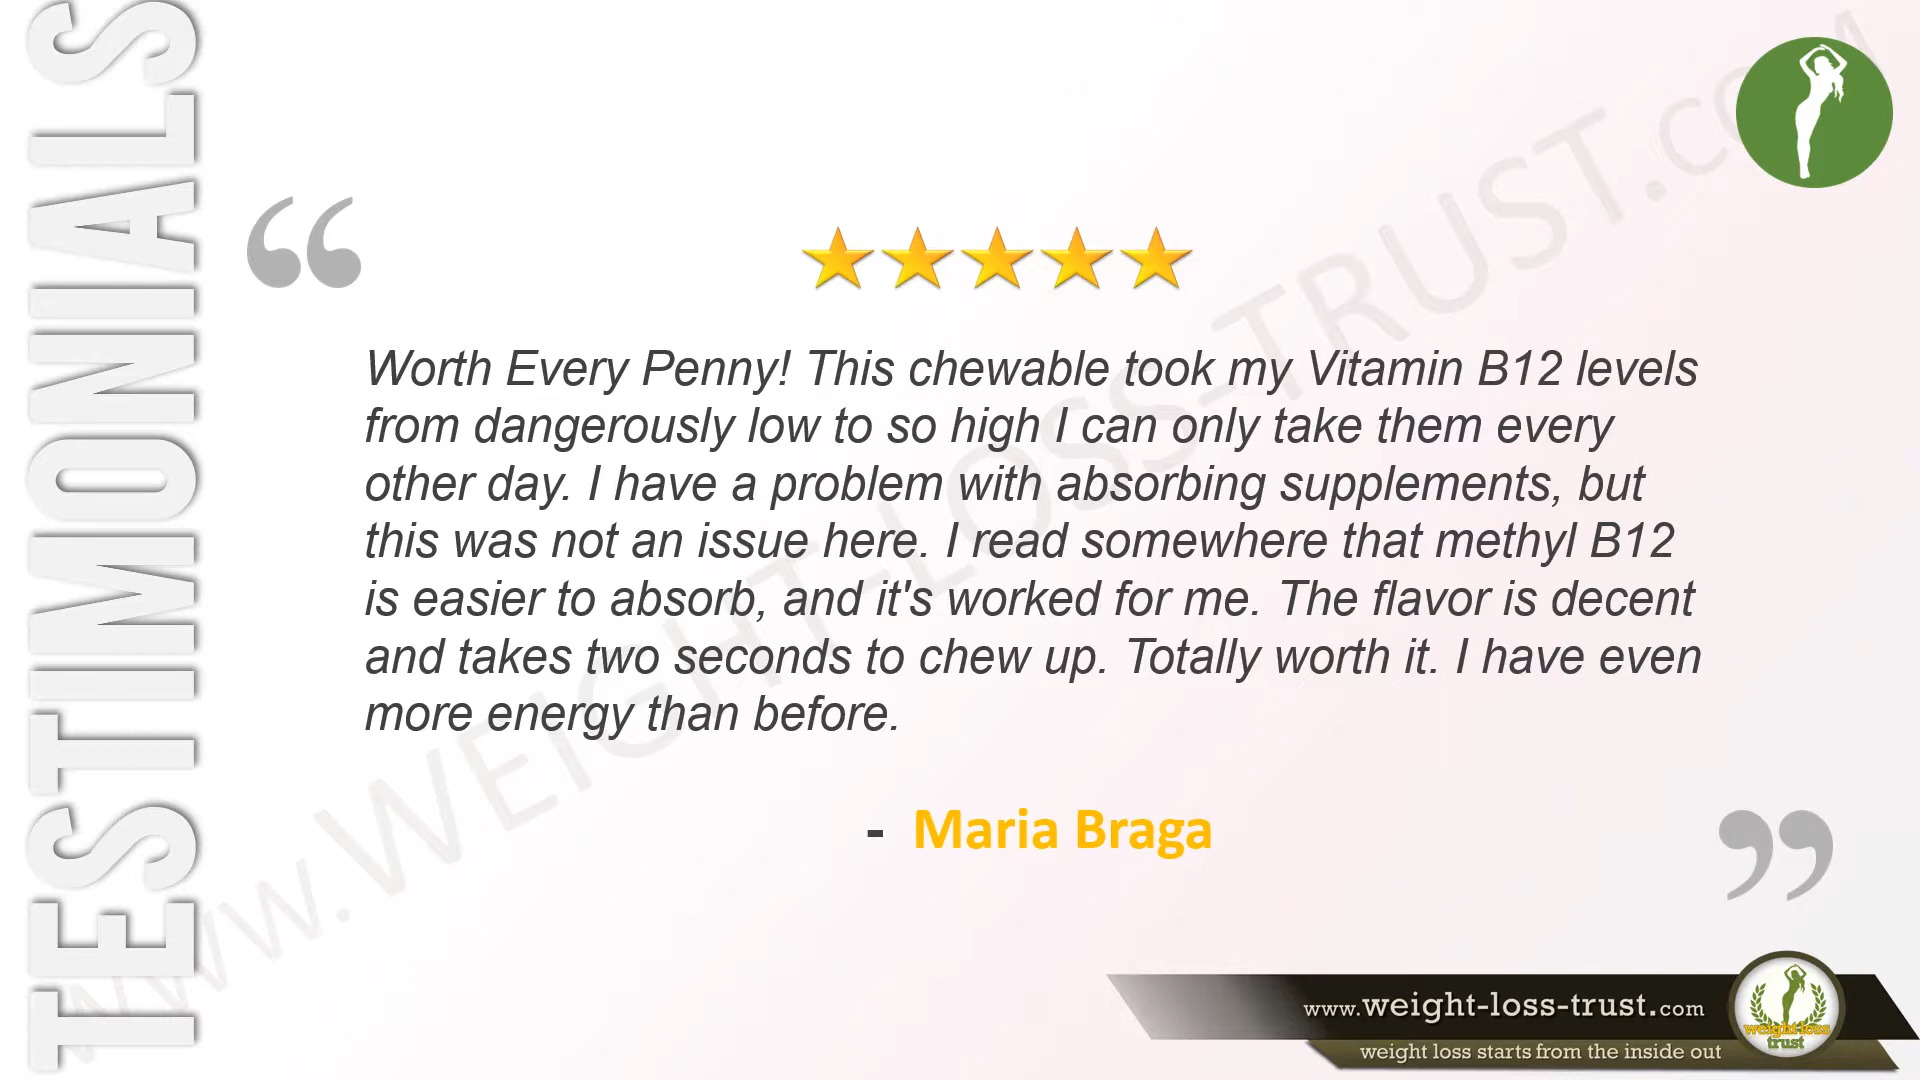 TESTIMONIALS
“
Worth Every Penny! This chewable took my Vitamin B12 levels
from dangerously low to so high I can only take them every
other day. I have a problem with absorbing supplements, but
this was not an issue here. I read somewhere that methyl B12
is easier to absorb, and it's worked for me. The flavor is decent
and takes two seconds to chew up. Totally worth it. I have even
more energy than before.
- Maria Braga
”
WWW.WEIGHT-LOSS-TRUST.COM
www.weight-loss-trust.com
weight loss starts from the inside out
weight loss
trust